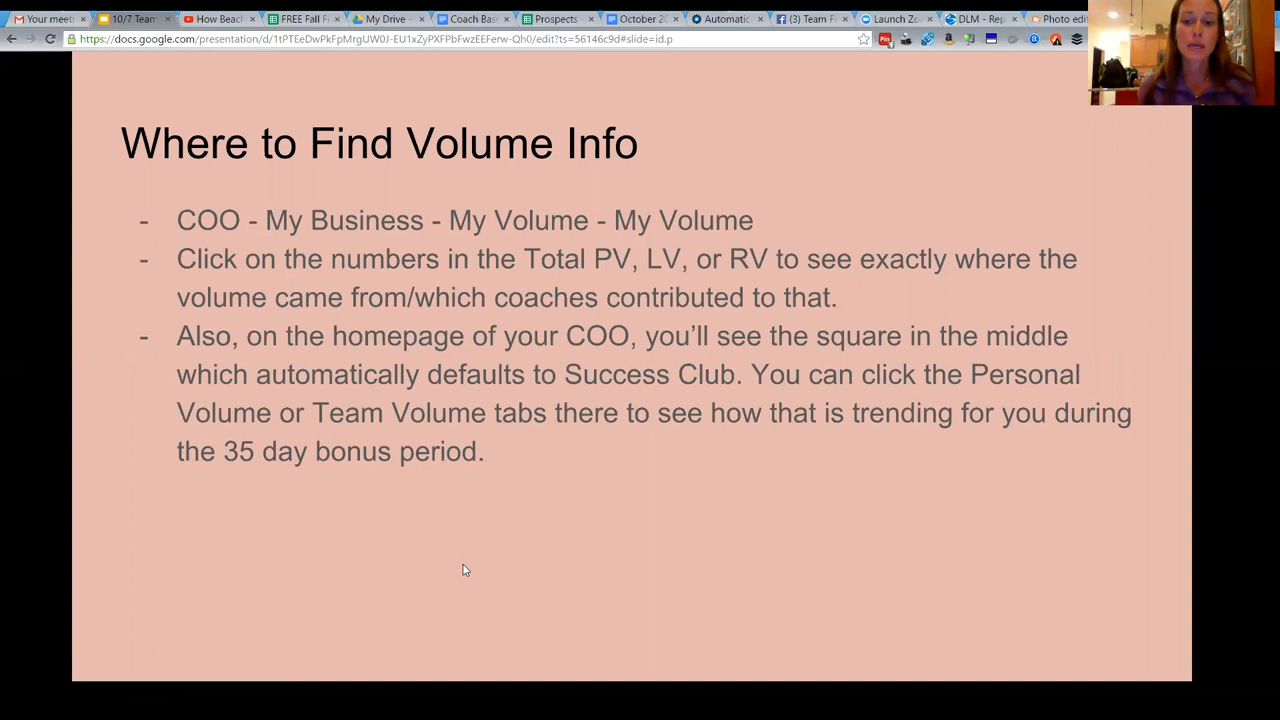 Your meeti
10/7 Team
How Beach
FREE Fall F
My Drive -
Coach Bas
Prospects -
October 20
Automatic
(3) Team F
Launch Zo
DLM - Rep
Photo edit
https://docs.google.com/presentation/d/1tPTEeDwPkFpMrgUW0J-EU1xZyPXFPbFwzEEFerw-Qh0/edit?ts=56146c9d#slide=id.p
Where to Find Volume Info
- COO - My Business - My Volume - My Volume
- Click on the numbers in the Total PV, LV, or RV to see exactly where the
volume came from/which coaches contributed to that.
- Also, on the homepage of your COO, you’ll see the square in the middle
which automatically defaults to Success Club. You can click the Personal
Volume or Team Volume tabs there to see how that is trending for you during
the 35 day bonus period.